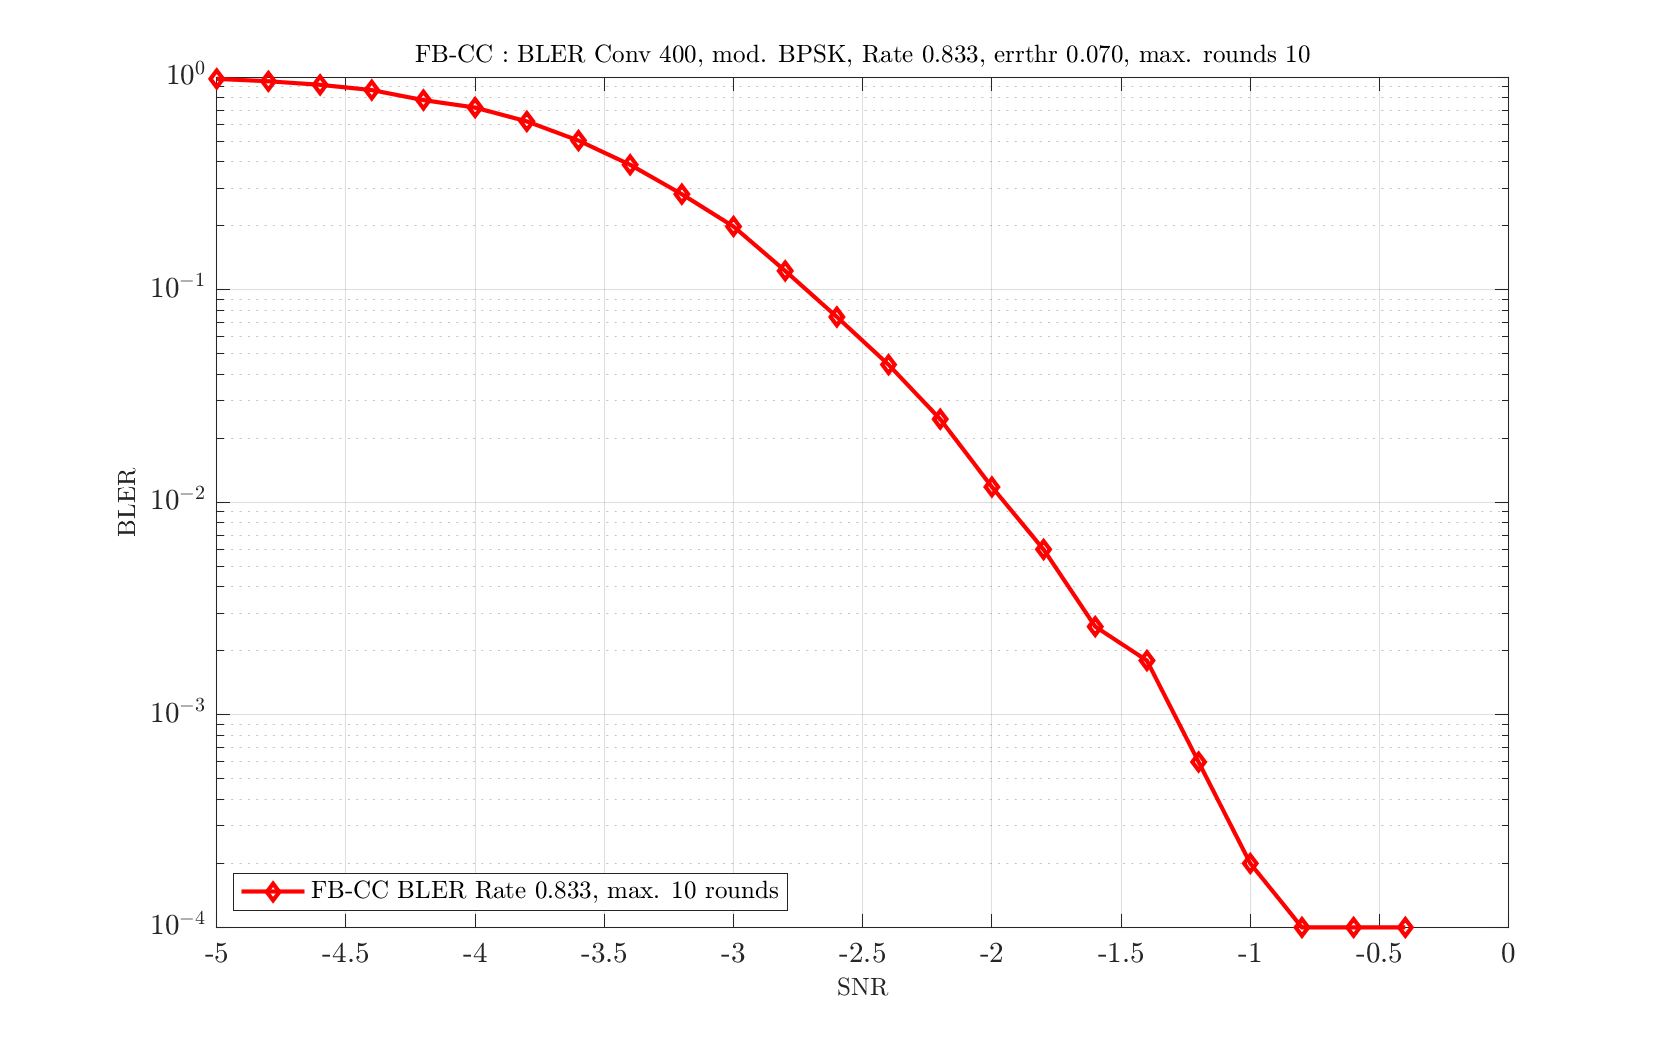 FB-CC : BLER Conv 400, mod. BPSK, Rate 0.833, errthr 0.070, max. rounds 10
10^0
10^-1
10^-2
10^-3
10^-4
BLER
FB-CC BLER Rate 0.833, max. 10 rounds
-5 -4.5 -4 -3.5 -3 -2.5 -2 -1.5 -1 -0.5 0
SNR